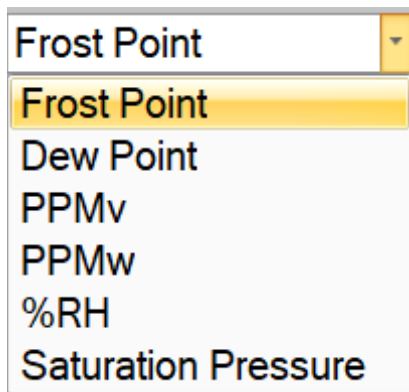 Frost Point
Frost Point
Dew Point
PPMv
PPMw
%RH
Saturation Pressure